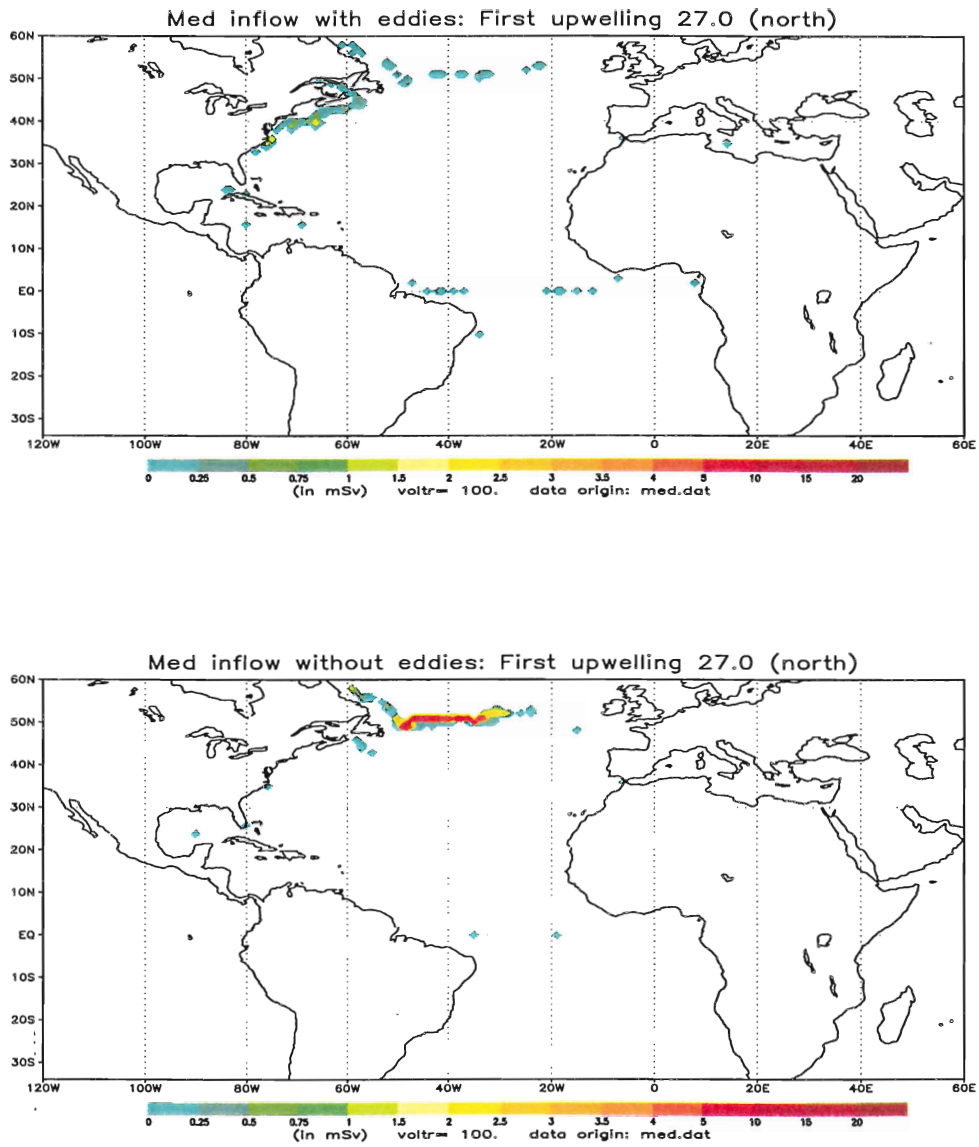 Med inflow with eddies: First upwelling 27.0 (north)
60N
50N
40N
30N
20N
10N
EQ
10S
20S
30S
120W 100W 80W 60W 40W 20W 0 20E 40E 60E
0 0.25 0.5 0.75 1 1.5 2 2.5 3 4 5 10 15 20
(in mSv) voltr= 100. data origin: med.dat
Med inflow without eddies: First upwelling 27.0 (north)
60N
50N
40N
30N
20N
10N
EQ
10S
20S
30S
120W 100W 80W 60W 40W 20W 0 20E 40E 60E
0 0.25 0.5 0.75 1 1.5 2 2.5 3 4 5 10 15 20
(in mSv) voltr= 100. data origin: med.dat